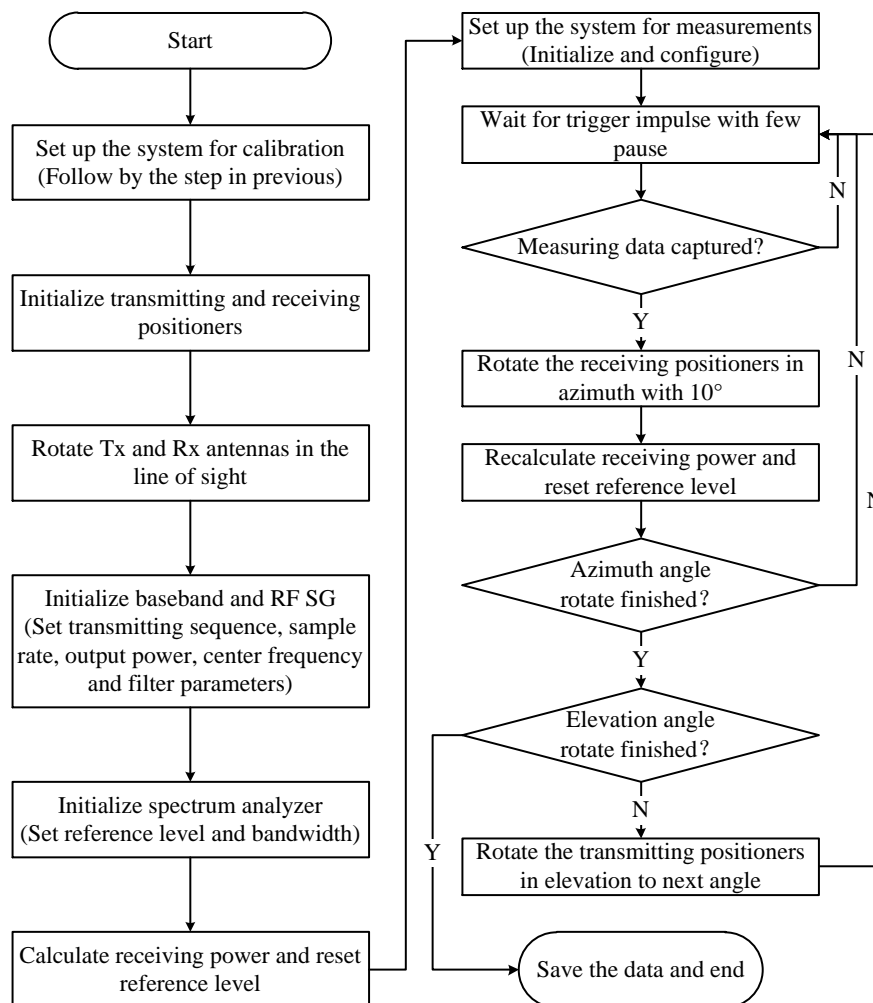 Start
Set up the system for calibration
(Follow by the step in previous)
Initialize transmitting and receiving
positioners
Rotate Tx and Rx antennas in the
line of sight
Initialize baseband and RF SG
(Set transmitting sequence, sample
rate, output power, center frequency
and filter parameters)
Initialize spectrum analyzer
(Set reference level and bandwidth)
Calculate receiving power and reset
reference level
Set up the system for measurements
(Initialize and configure)
Wait for trigger impulse with few
pause
N
Measuring data captured?
Y
Rotate the receiving positioners in
azimuth with 10°
N
Recalculate receiving power and
reset reference level
N
Azimuth angle
rotate finished？
Y
Elevation angle
rotate finished？
N
Y
Rotate the transmitting positioners
in elevation to next angle
Save the data and end